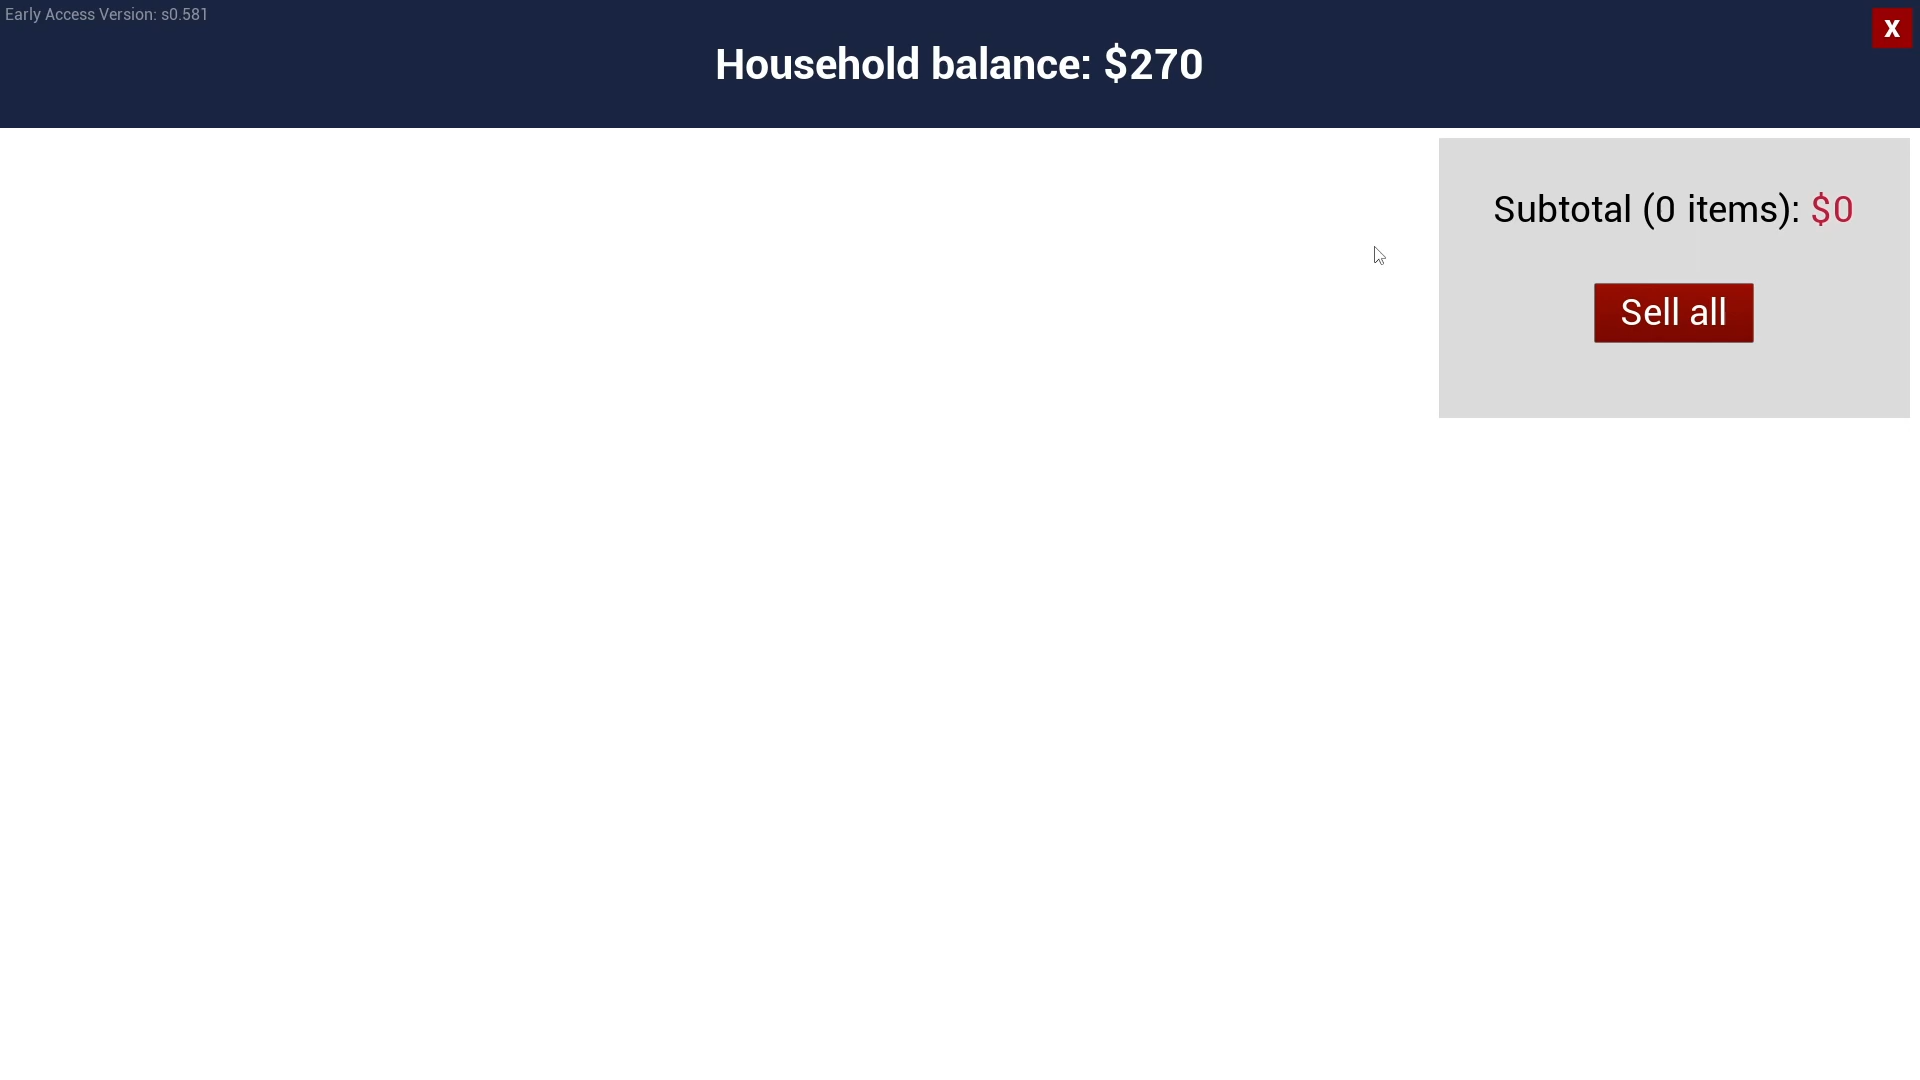 Early Access Version: s0.581
X
Household balance: $270
Subtotal (0 items): $0
Sell all